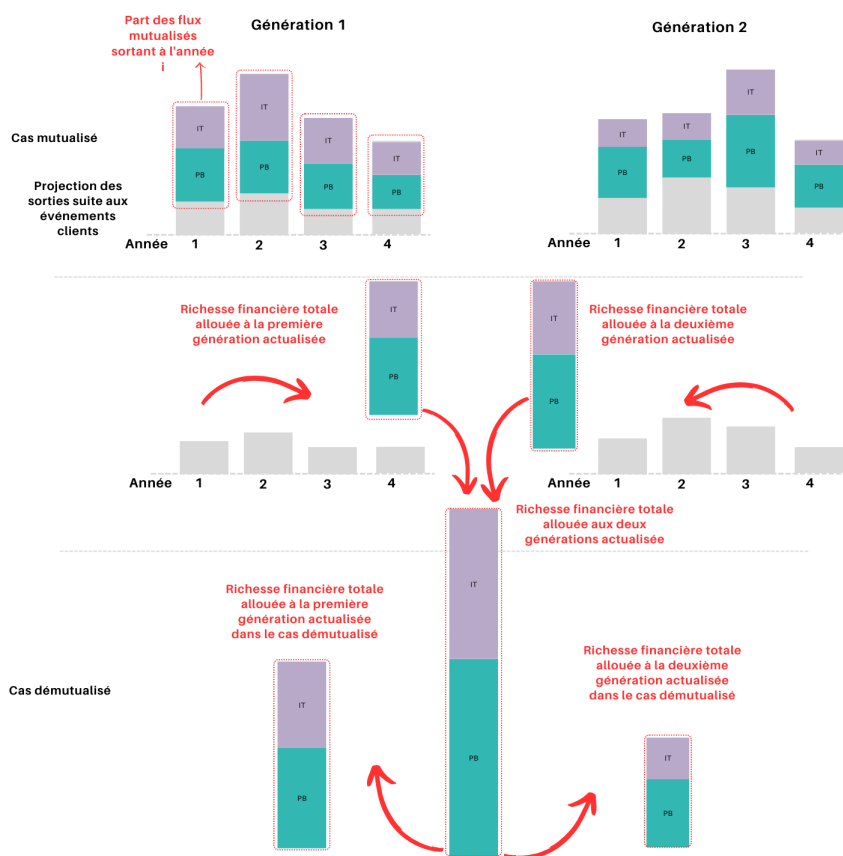 Part des flux
mutualisés
sortant à l'année
i
Génération 1
Génération 2
Cas mutualisé
Projection des
sorties suite aux
événements
clients
IT
PB
IT
PB
IT
PB
IT
PB
Année 1 2 3 4
IT
PB
IT
PB
IT
PB
IT
PB
Année 1 2 3 4
Richesse financière totale
allouée à la première
génération actualisée
IT
PB
Année 1 2 3 4
IT
PB
Richesse financière totale
allouée à la deuxième
génération actualisée
Année 1 2 3 4
Richesse financière totale
allouée aux deux
générations actualisée
IT
PB
Richesse financière totale
allouée à la première
génération actualisée
dans le cas démutualisé
Richesse financière totale
allouée à la deuxième
génération actualisée
dans le cas démutualisé
Cas démutualisé
IT
PB
IT
PB